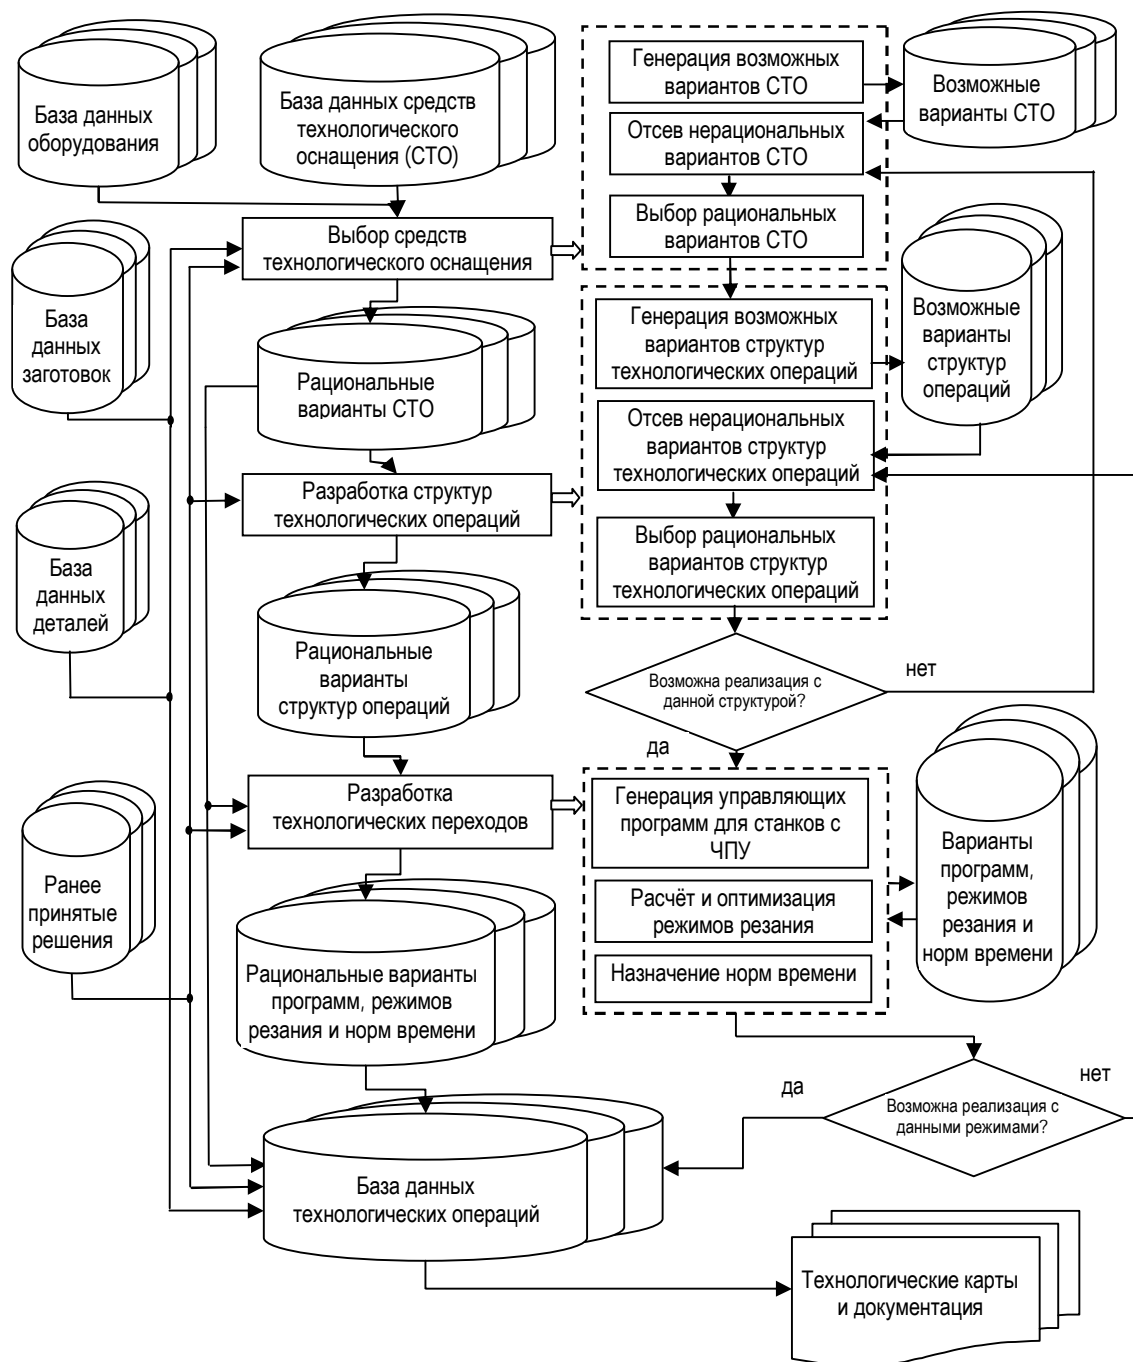 База данных
оборудования
База данных средств
технологического
оснащения (СТО)
Генерация возможных
вариантов СТО
Возможные
варианты СТО
Отсев нерациональных
вариантов СТО
Выбор рациональных
вариантов СТО
Выбор средств
технологического оснащения
База
данных
заготовок
Рациональные
варианты СТО
Генерация возможных
вариантов структур
технологических операций
Возможные
варианты
структур
операций
Отсев нерациональных
вариантов структур
технологических операций
Разработка структур
технологических операций
Выбор рациональных
вариантов структур
технологических операций
База
данных
деталей
Рациональные
варианты
структур операций
Возможна реализация с
данной структурой?
нет
да
Разработка
технологических переходов
Генерация управляющих
программ для станков с
ЧПУ
Варианты
программ,
режимов
резания и
норм времени
Расчёт и оптимизация
режимов резания
Назначение норм времени
Ранее
принятые
решения
Рациональные варианты
программ, режимов
резания и норм времени
да
нет
Возможна реализация с
данными режимами?
База данных
технологических операций
Технологические карты
и документация